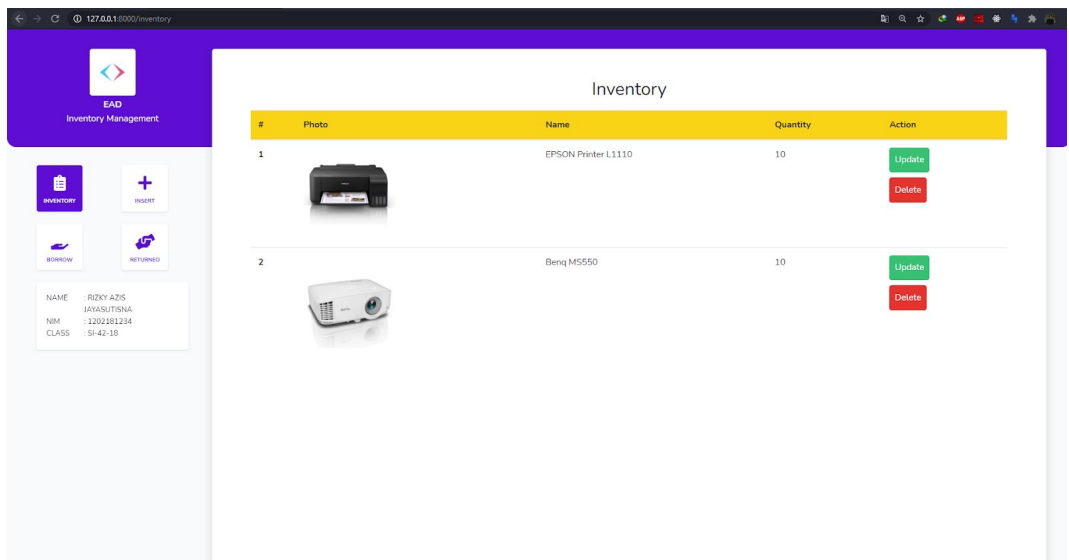 127.0.0.1:8000/inventory
ABP
EAD
Inventory Management
INVENTORY
INSERT
BORROW
RETURNED
NAME : RIZKY AZIS
JAYASUTISNA
NIM : 1202181234
CLASS : SI-42-18
Inventory
# Photo Name Quantity Action
1 EPSON Printer L1110 10 Update
Delete
2 Benq MS550 10 Update
Delete